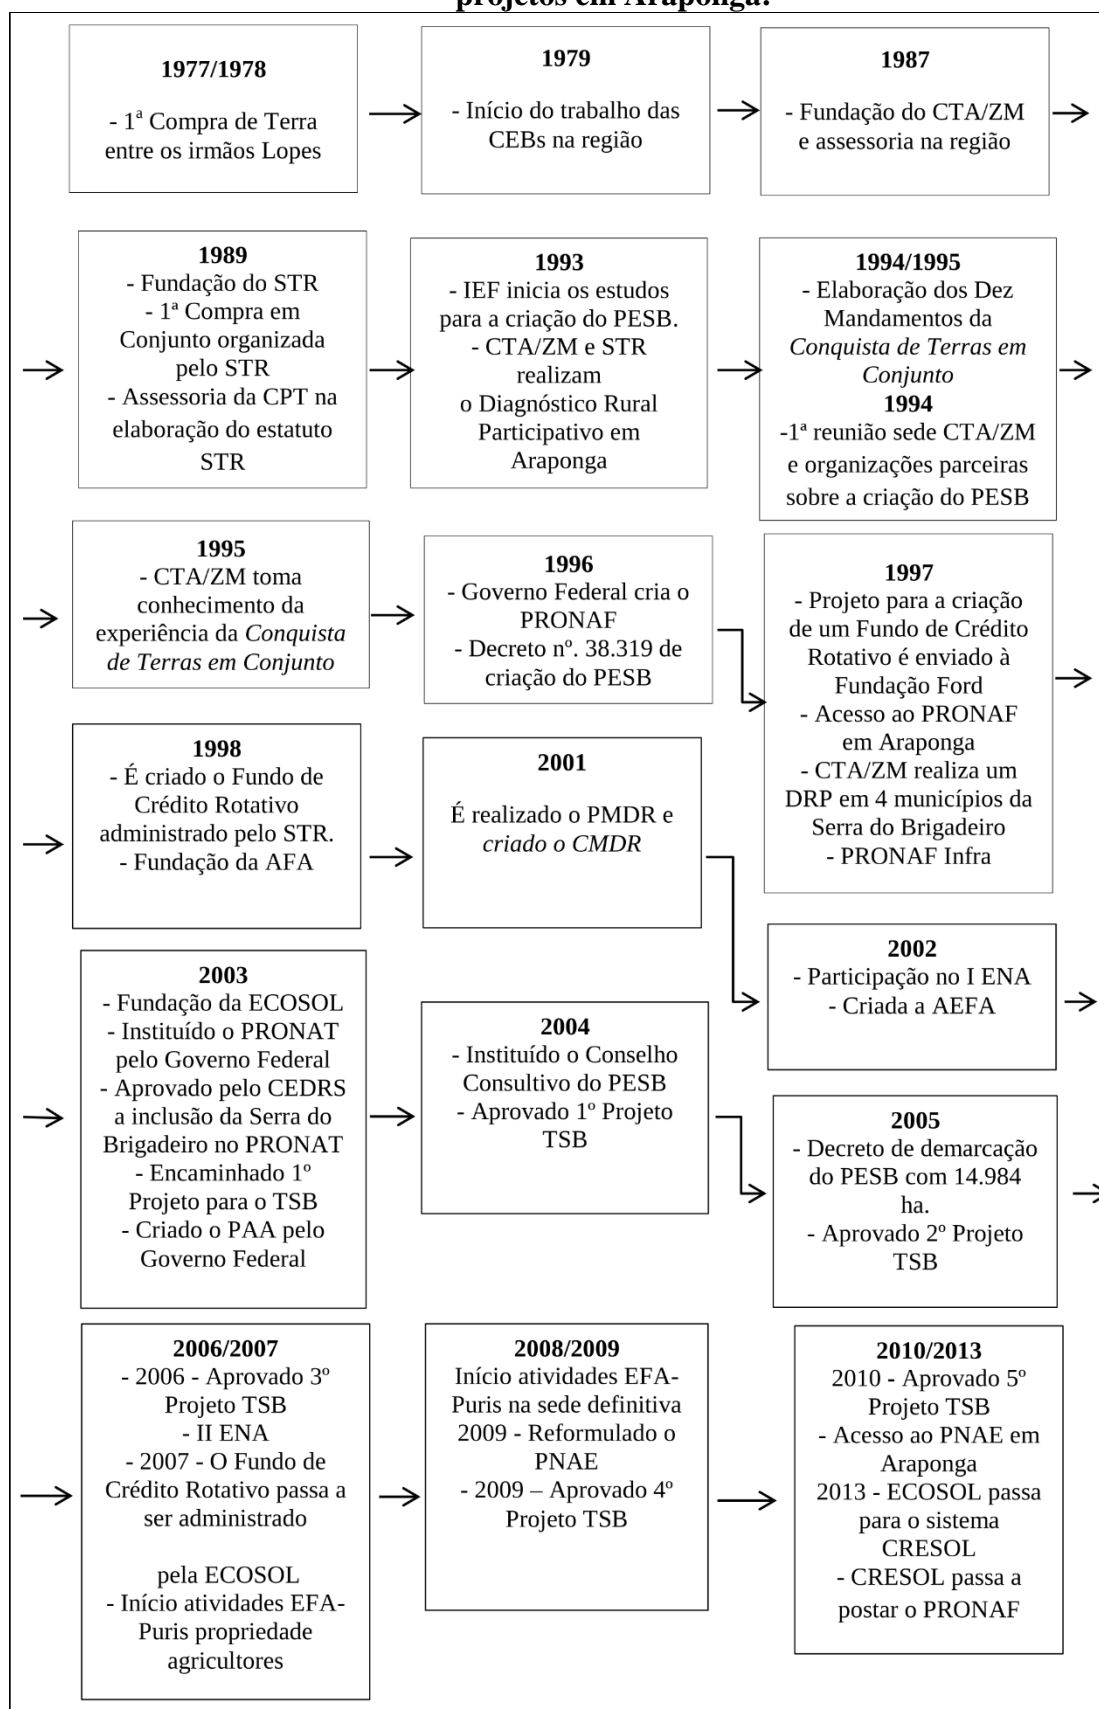 projetos em Araponga.
1977/1978
- 1ª Compra de Terra
entre os irmãos Lopes
1979
- Início do trabalho das
CEBs na região
1987
- Fundação do CTA/ZM
e assessoria na região
1989
- Fundação do STR
- 1ª Compra em
Conjunto organizada
pelo STR
- Assessoria da CPT na
elaboração do estatuto
STR
1993
- IEF inicia os estudos
para a criação do PESB.
- CTA/ZM e STR
realizam
o Diagnóstico Rural
Participativo em
Araponga
1994/1995
- Elaboração dos Dez
Mandamentos da
Conquista de Terras em
Conjunto
1994
-1ª reunião sede CTA/ZM
e organizações parceiras
sobre a criação do PESB
1995
- CTA/ZM toma
conhecimento da
experiência da Conquista
de Terras em Conjunto
1996
- Governo Federal cria o
PRONAF
- Decreto nº. 38.319 de
criação do PESB
1997
- Projeto para a criação
de um Fundo de Crédito
Rotativo é enviado à
Fundação Ford
- Acesso ao PRONAF
em Araponga
- CTA/ZM realiza um
DRP em 4 municípios da
Serra do Brigadeiro
- PRONAF Infra
1998
- É criado o Fundo de
Crédito Rotativo
administrado pelo STR.
- Fundação da AFA
2001
É realizado o PMDR e
criado o CMDR
2002
- Participação no I ENA
- Criada a AEFA
2003
- Fundação da ECOSOL
- Instituído o PRONAT
pelo Governo Federal
- Aprovado pelo CEDRS
a inclusão da Serra do
Brigadeiro no PRONAT
- Encaminhado 1º
Projeto para o TSB
- Criado o PAA pelo
Governo Federal
2004
- Instituído o Conselho
Consultivo do PESB
- Aprovado 1º Projeto
TSB
2005
- Decreto de demarcação
do PESB com 14.984
ha.
- Aprovado 2º Projeto
TSB
2006/2007
- 2006 - Aprovado 3º
Projeto TSB
- II ENA
- 2007 - O Fundo de
Crédito Rotativo passa a
ser administrado
pela ECOSOL
- Início atividades EFA-
Puris propriedade
agricultores
2008/2009
Início atividades EFA-
Puris na sede definitiva
2009 - Reformulado o
PNAE
- 2009 – Aprovado 4º
Projeto TSB
2010/2013
2010 - Aprovado 5º
Projeto TSB
- Acesso ao PNAE em
Araponga
2013 - ECOSOL passa
para o sistema
CRESOL
- CRESOL passa a
postar o PRONAF